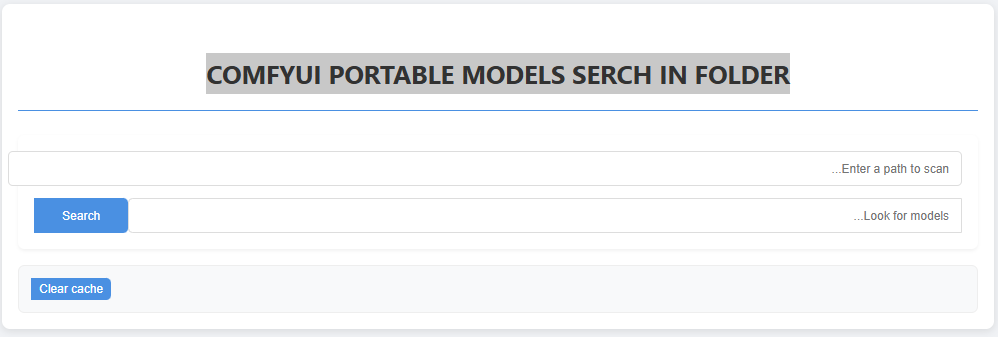 COMFYUI PORTABLE MODELS SERCH IN FOLDER
...Enter a path to scan
Search ...Look for models
Clear cache